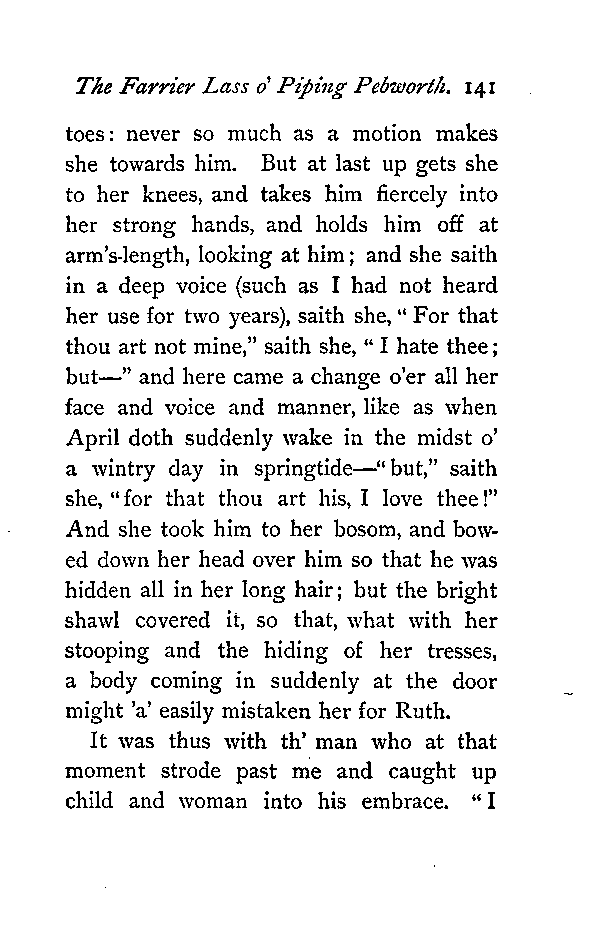 The Farrier Lass o' Piping Pebworth. 141
toes: never so much as a motion makes
she towards him. But at last up gets she
to her knees, and takes him fiercely into
her strong hands, and holds him off at
arm's-length, looking at him; and she saith
in a deep voice (such as I had not heard
her use for two years), saith she, “ For that
thou art not mine,” saith she, “ I hate thee;
but—” and here came a change o'er all her
face and voice and manner, like as when
April doth suddenly wake in the midst o'
a wintry day in springtide—“ but,” saith
she, “for that thou art his, I love thee!”
And she took him to her bosom, and bow-
ed down her head over him so that he was
hidden all in her long hair; but the bright
shawl covered it, so that, what with her
stooping and the hiding of her tresses,
a body coming in suddenly at the door
might 'a' easily mistaken her for Ruth.
It was thus with th' man who at that
moment strode past me and caught up
child and woman into his embrace. “ I